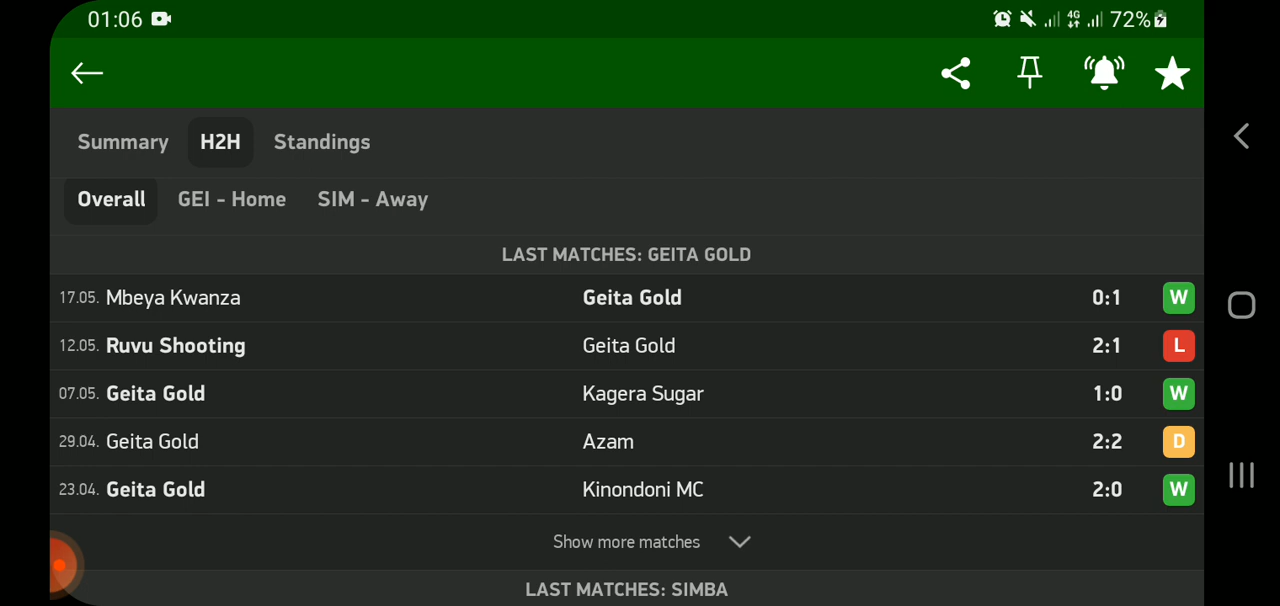 01:06 4G 72%
Summary H2H Standings
Overall GEI - Home SIM - Away
LAST MATCHES: GEITA GOLD
17.05. Mbeya Kwanza Geita Gold 0:1 W
12.05. Ruvu Shooting Geita Gold 2:1 L
07.05. Geita Gold Kagera Sugar 1:0 W
29.04. Geita Gold Azam 2:2 D
23.04. Geita Gold Kinondoni MC 2:0 W
Show more matches
LAST MATCHES: SIMBA